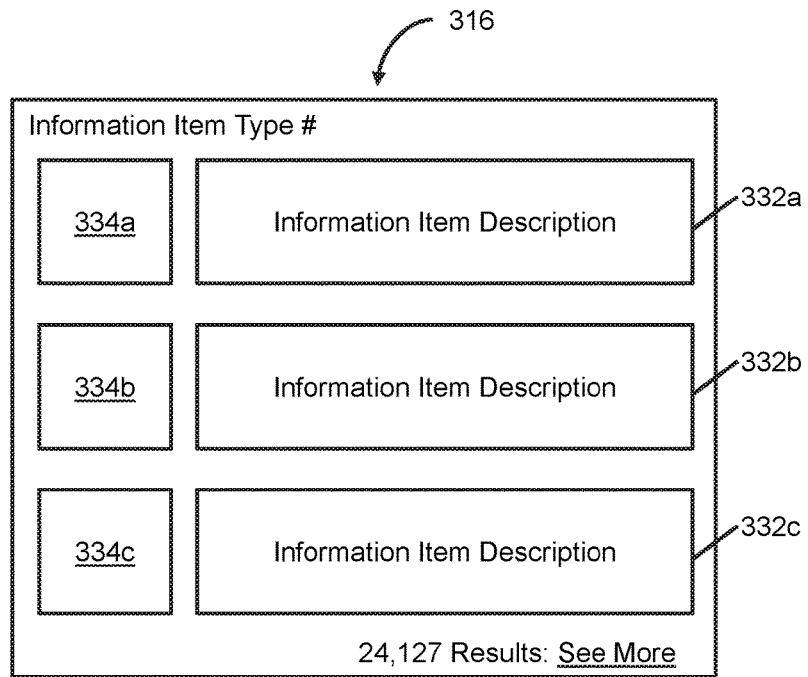 316
Information Item Type #
334a
Information Item Description
332a
334b
Information Item Description
332b
334c
Information Item Description
332c
24,127 Results: See More